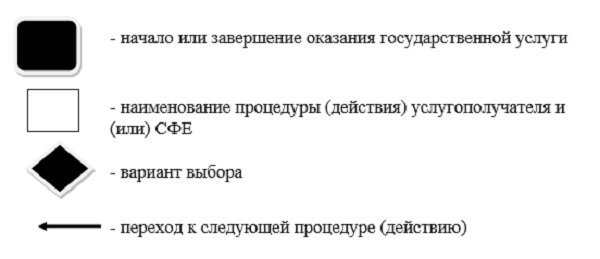 - начало или завершение оказания государственной услуги
- наименование процедуры (действия) услугополучателя и
(или) СФЕ
- вариант выбора
- переход к следующей процедуре (действию)